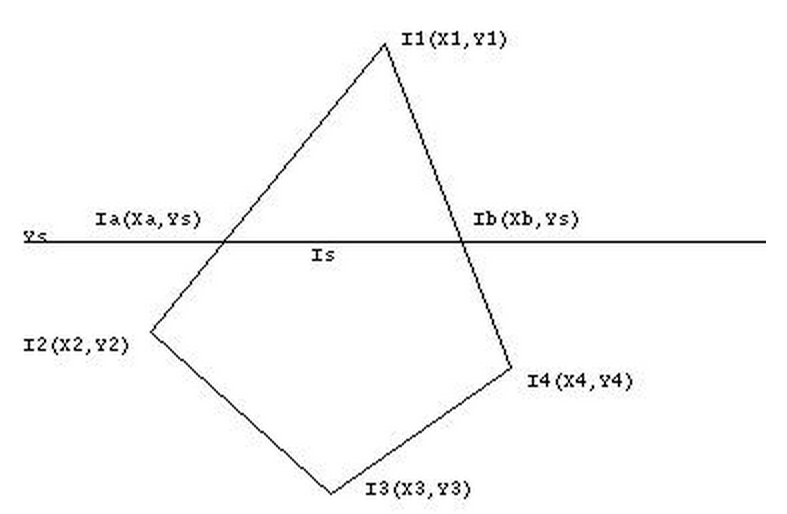 I1(X1,Y1)
Ia(Xa,Ys)
Ib(Xb,Ys)
Ys
Is
I2(X2,Y2)
I4(X4,Y4)
I3(X3,Y3)